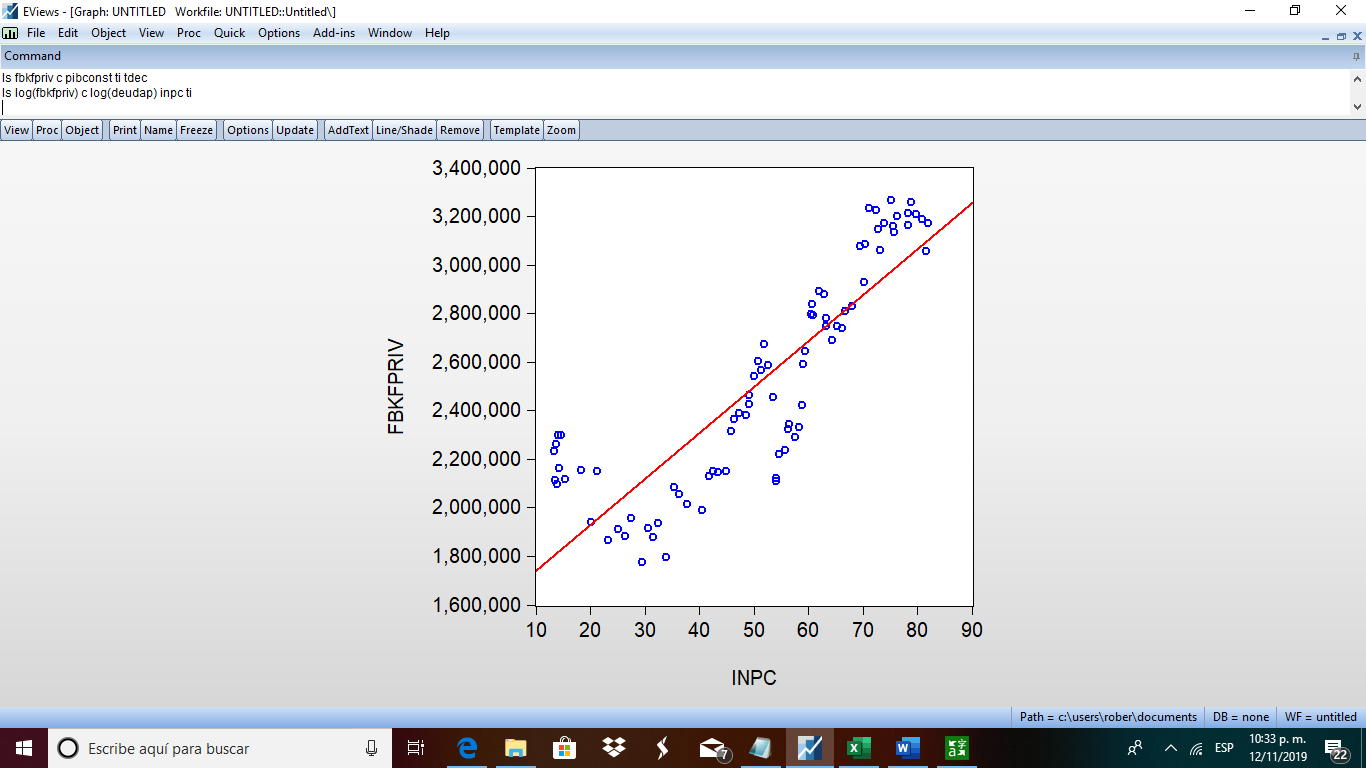 EViews - [Graph: UNTITLED   Workfile: UNTITLED::Untitled\]
File Edit Object View Proc Quick Options Add-ins Window Help
Command
ls fbkfpriv c pibconst ti tdec
ls log(fbkfpriv) c log(deudap) inpc ti
View Proc Object Print Name Freeze Options Update AddText Line/Shade Remove Template Zoom
3,400,000
3,200,000
3,000,000
2,800,000
2,600,000
2,400,000
2,200,000
2,000,000
1,800,000
1,600,000
FBKFPRIV
10 20 30 40 50 60 70 80 90
INPC
Path = c:\users\rober\documents DB = none WF = untitled
Escribe aquí para buscar
7
ESP
10:33 p. m.
12/11/2019
22